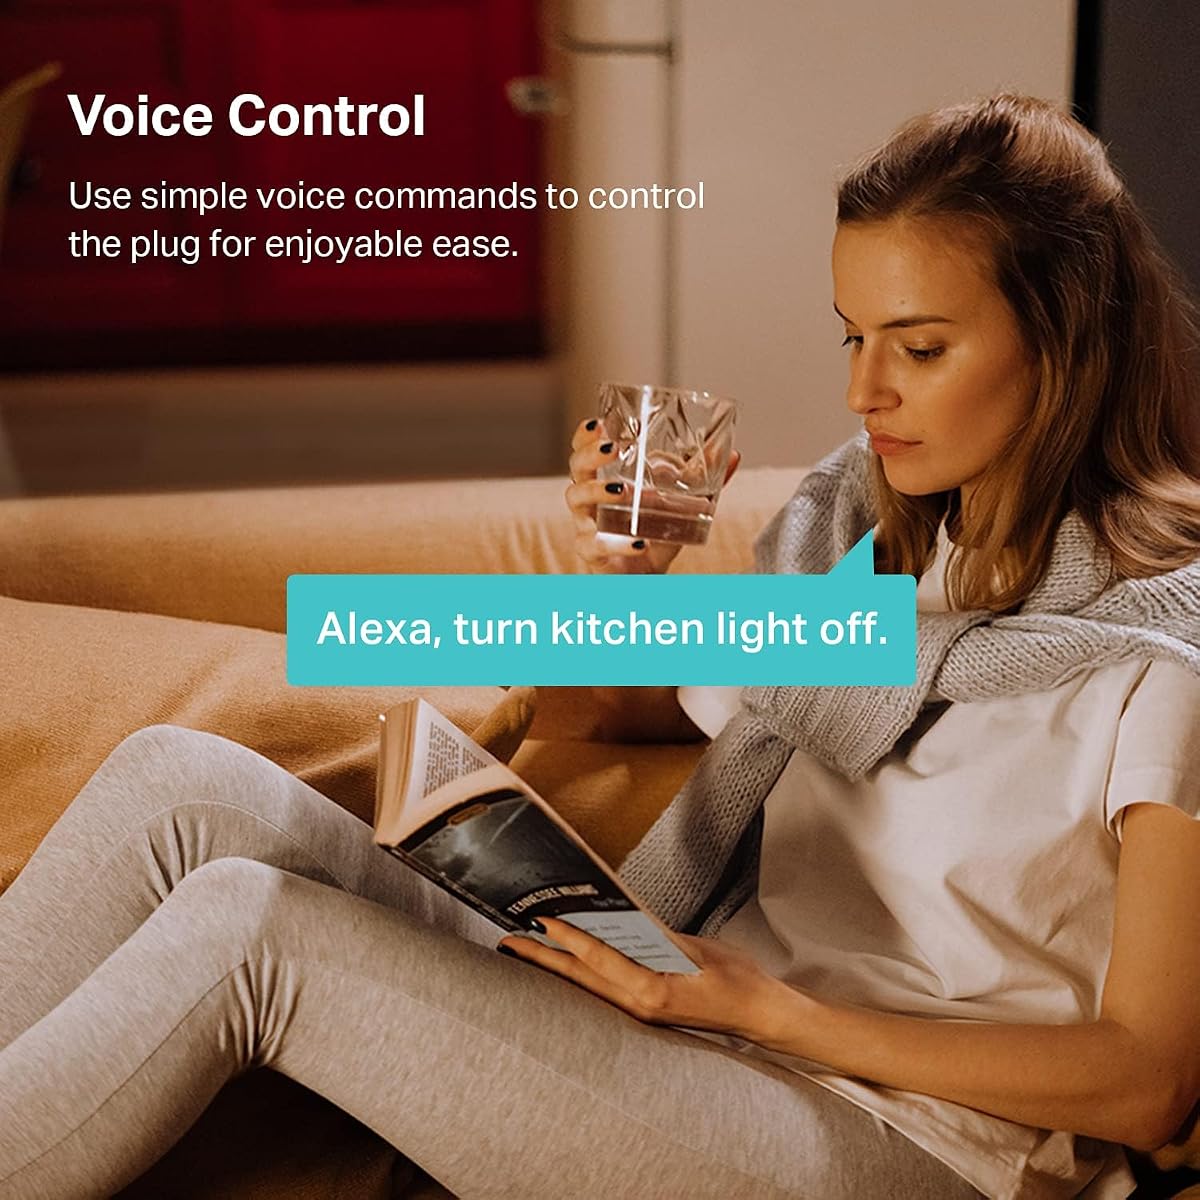 Voice Control
Use simple voice commands to control
the plug for enjoyable ease.
Alexa, turn kitchen light off.
TENNESSEE WILLIAMS